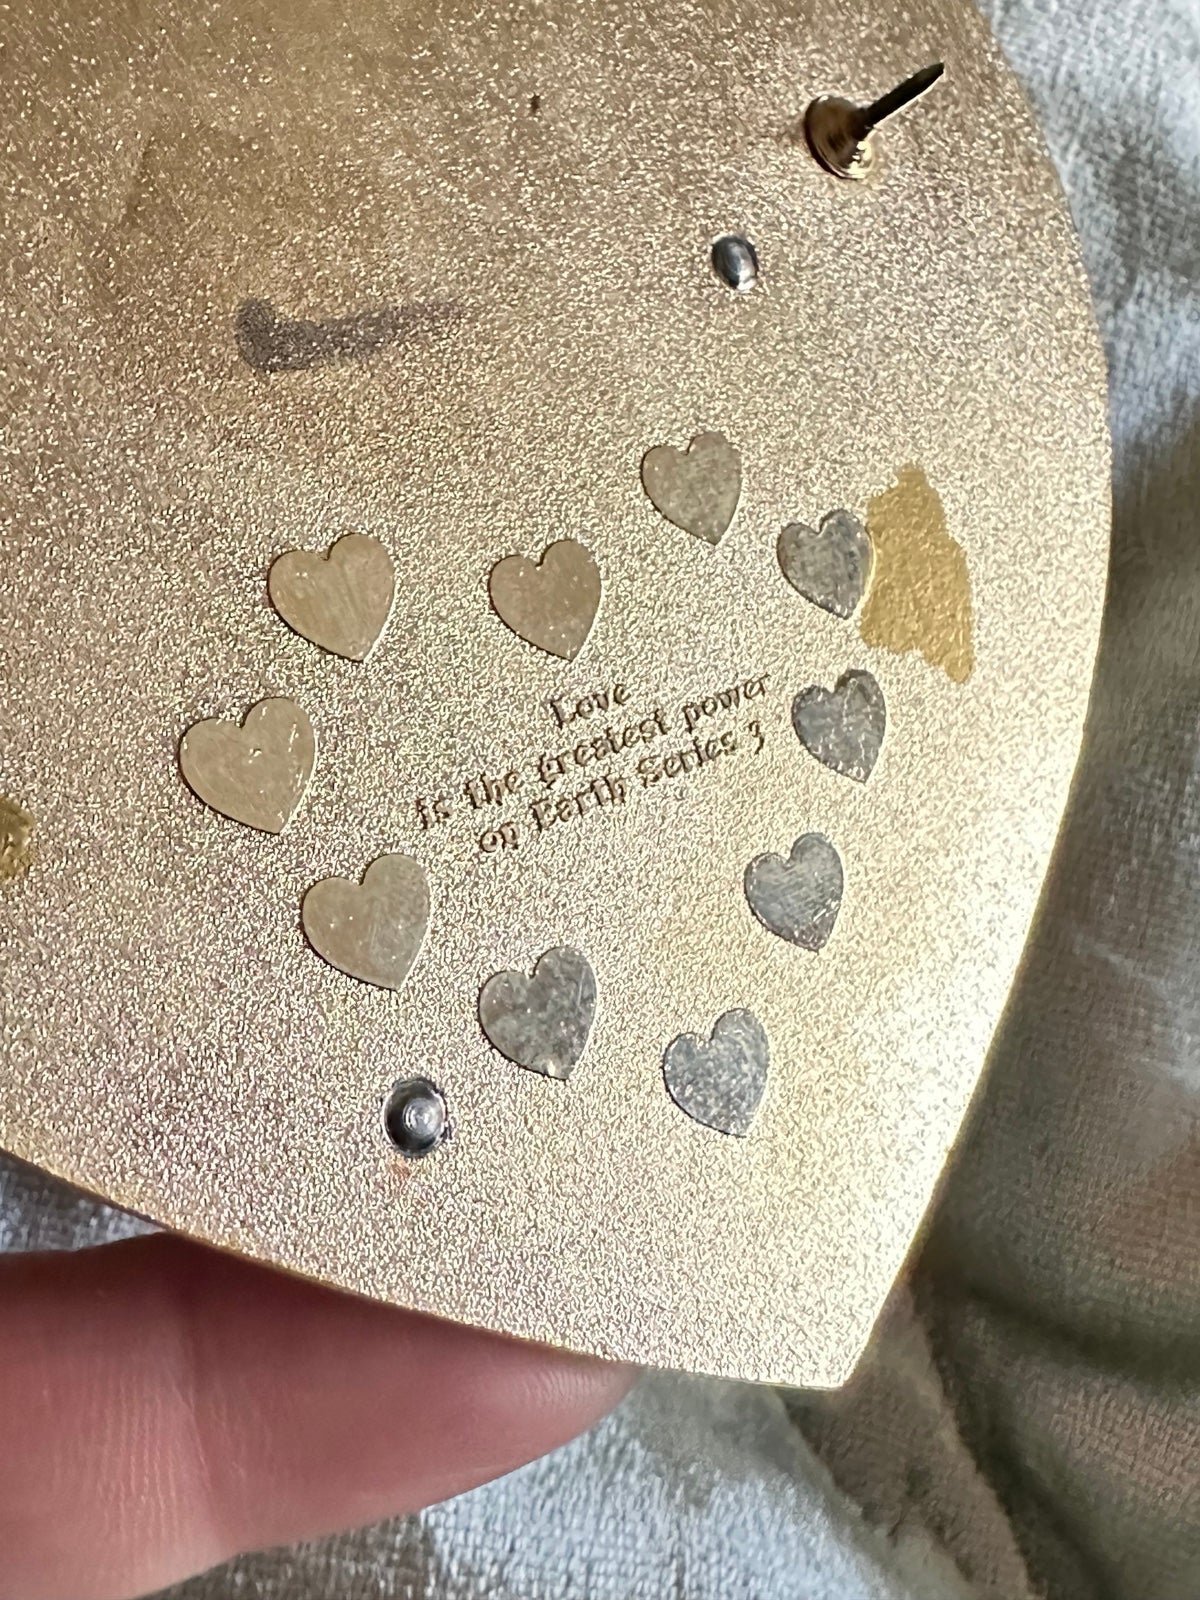 Love
is the greatest power
on Earth Series 3